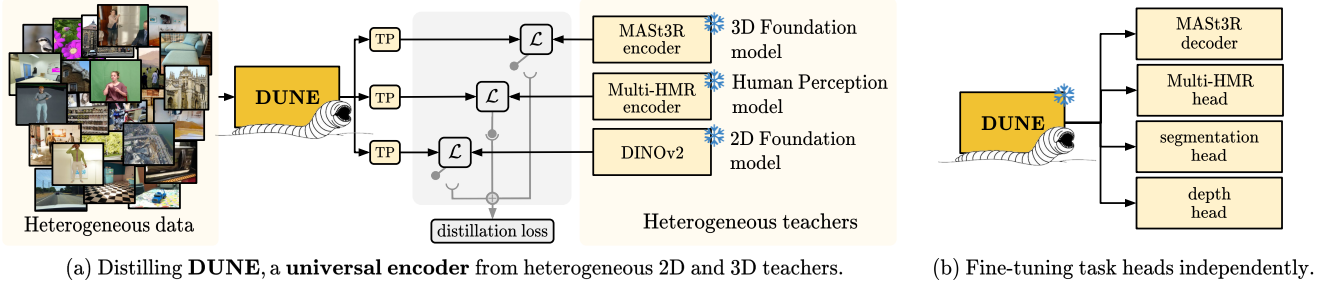 Heterogeneous data
DUNE
TP
TP
TP
ℒ
ℒ
ℒ
distillation loss
MASt3R
encoder
Multi-HMR
encoder
DINOv2
3D Foundation
model
Human Perception
model
2D Foundation
model
Heterogeneous teachers
(a) Distilling DUNE, a universal encoder from heterogeneous 2D and 3D teachers.
DUNE
MASt3R
decoder
Multi-HMR
head
segmentation
head
depth
head
(b) Fine-tuning task heads independently.